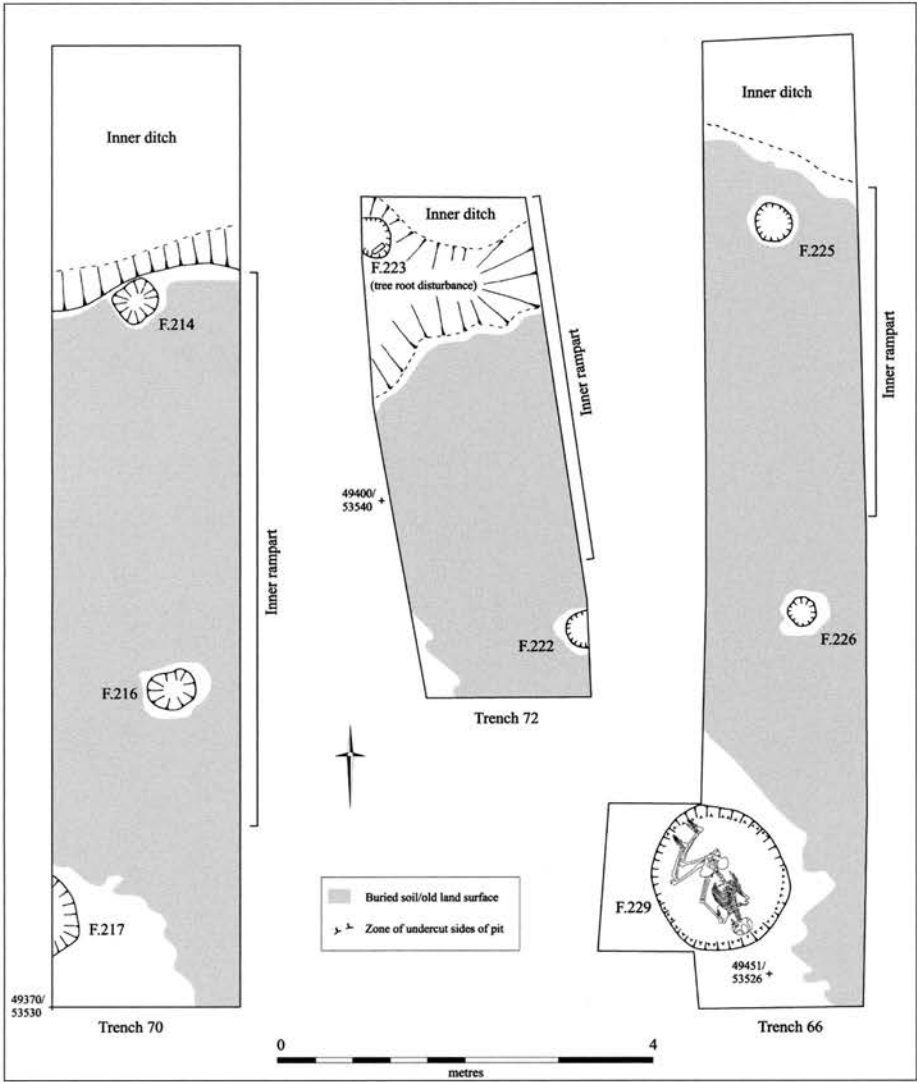 Inner ditch
F.214
Inner rampart
F.216
F.217
49370/
53530
Trench 70
Inner ditch
F.223
(tree root disturbance)
Inner rampart
49400/
53540
F.222
Trench 72
Inner ditch
F.225
Inner rampart
F.226
F.229
49451/
53526
Trench 66
Buried soil/old land surface
Zone of undercut sides of pit
0 4
metres